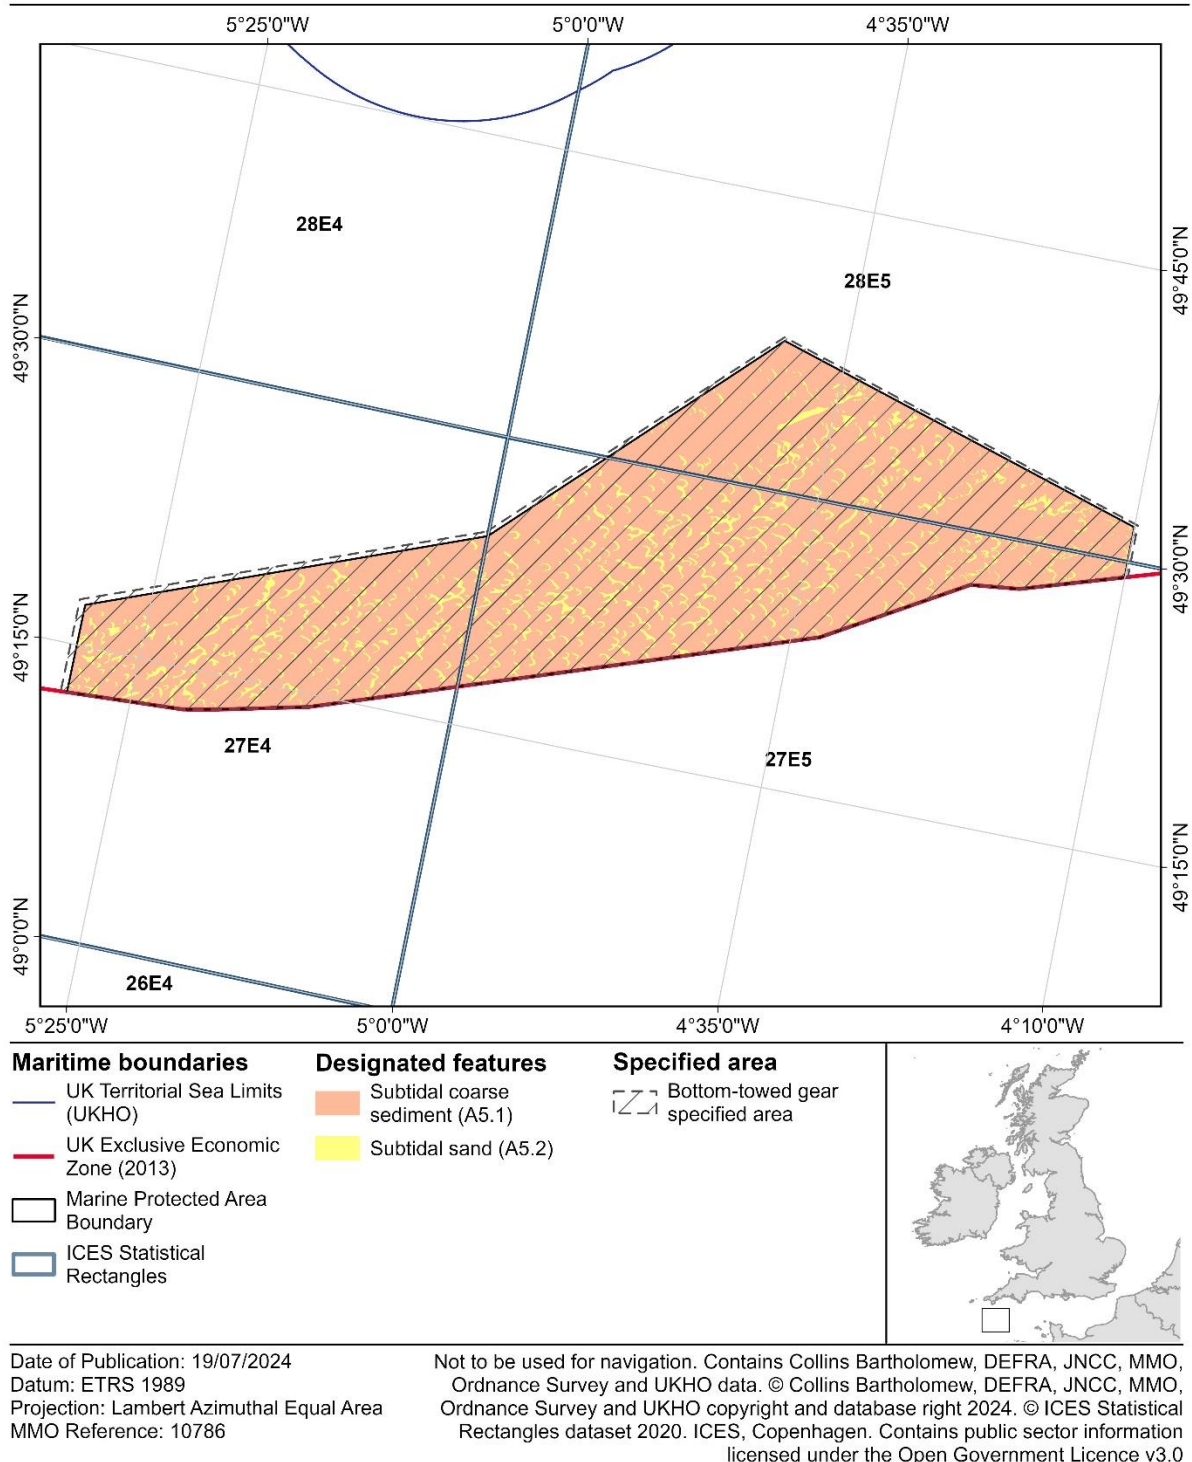 5°25'0"W
5°0'0"W
4°35'0"W
28E4
28E5
49°45'0"N
49°30'0"N
49°30'0"N
49°15'0"N
27E4
27E5
49°15'0"N
49°0'0"N
26E4
5°25'0"W
5°0'0"W
4°35'0"W
4°10'0"W
Maritime boundaries
UK Territorial Sea Limits
(UKHO)
UK Exclusive Economic
Zone (2013)
Marine Protected Area
Boundary
ICES Statistical
Rectangles
Designated features
Subtidal coarse
sediment (A5.1)
Subtidal sand (A5.2)
Specified area
Bottom-towed gear
specified area
Date of Publication: 19/07/2024
Datum: ETRS 1989
Projection: Lambert Azimuthal Equal Area
MMO Reference: 10786
Not to be used for navigation. Contains Collins Bartholomew, DEFRA, JNCC, MMO,
Ordnance Survey and UKHO data. © Collins Bartholomew, DEFRA, JNCC, MMO,
Ordnance Survey and UKHO copyright and database right 2024. © ICES Statistical
Rectangles dataset 2020. ICES, Copenhagen. Contains public sector information
licensed under the Open Government Licence v3.0